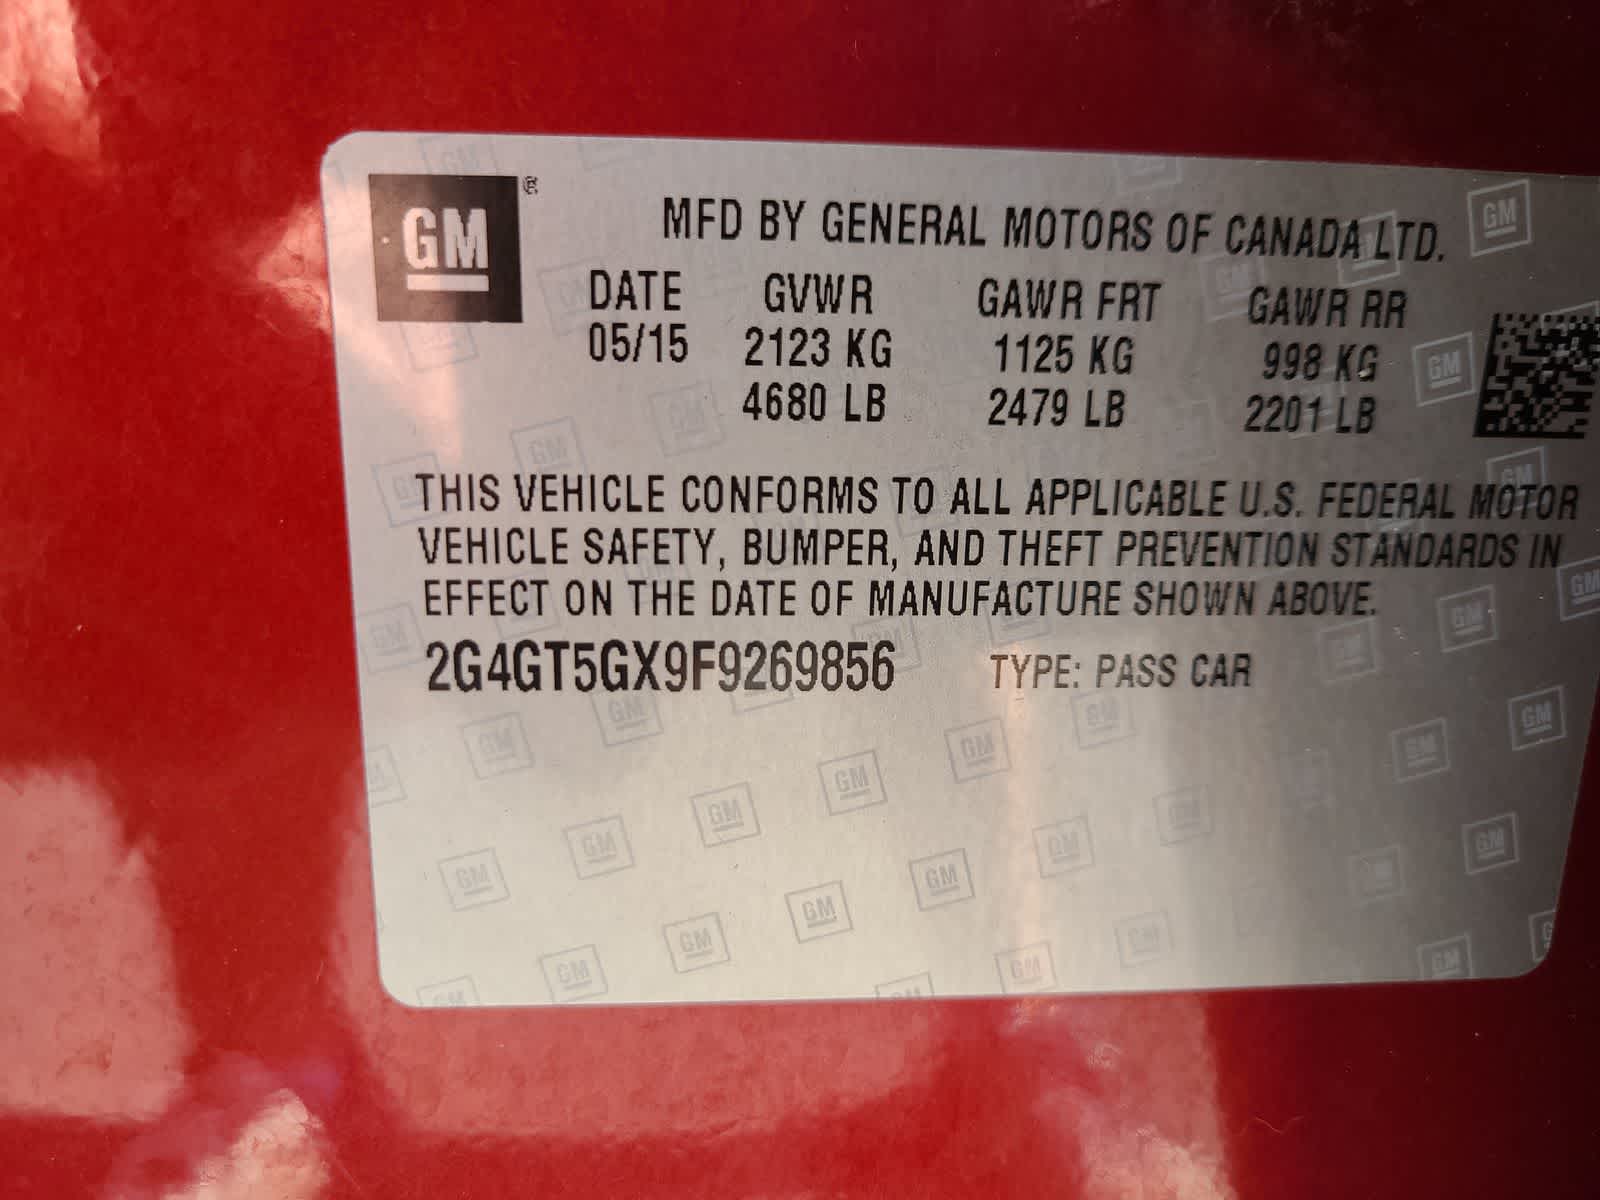 GM ®
MFD BY GENERAL MOTORS OF CANADA LTD.
DATE GVWR GAWR FRT GAWR RR
05/15 2123 KG 1125 KG 998 KG
4680 LB 2479 LB 2201 LB
THIS VEHICLE CONFORMS TO ALL APPLICABLE U.S. FEDERAL MOTOR
VEHICLE SAFETY, BUMPER, AND THEFT PREVENTION STANDARDS IN
EFFECT ON THE DATE OF MANUFACTURE SHOWN ABOVE.
2G4GT5GX9F9269856 TYPE: PASS CAR